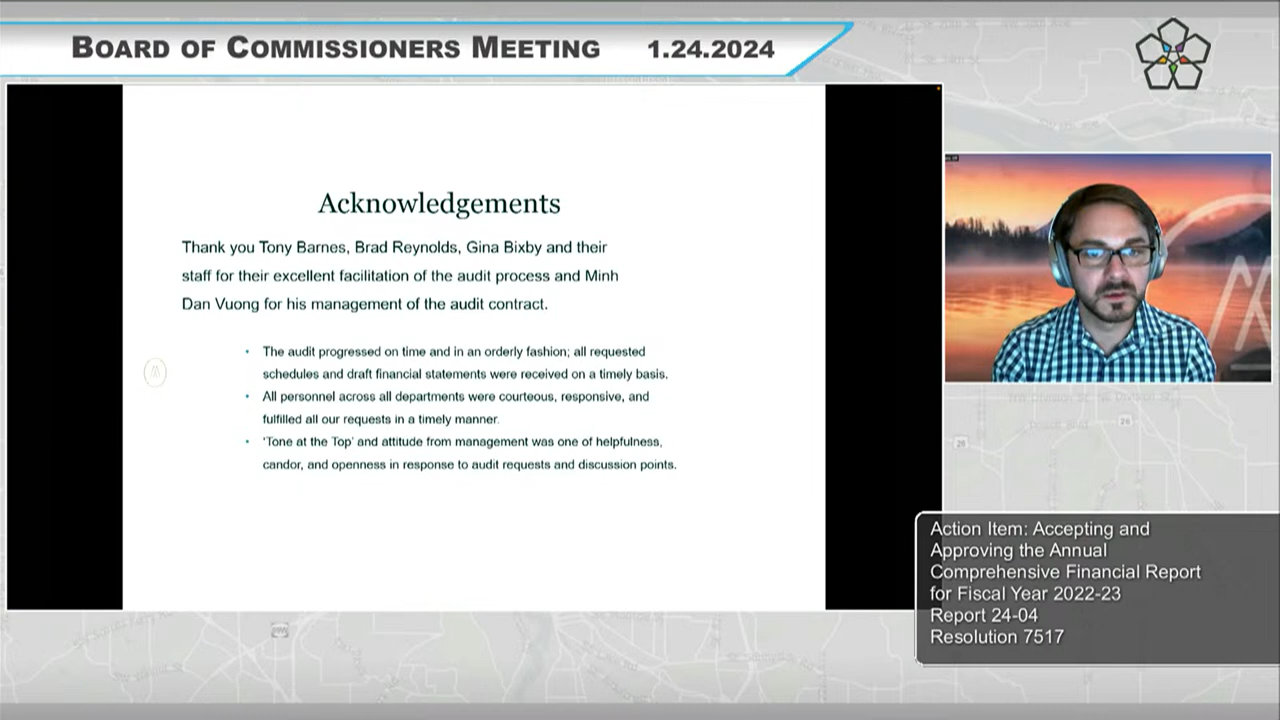 BOARD OF COMMISSIONERS MEETING 1.24.2024
Acknowledgements
Thank you Tony Barnes, Brad Reynolds, Gina Bixby and their
staff for their excellent facilitation of the audit process and Minh
Dan Vuong for his management of the audit contract.
• The audit progressed on time and in an orderly fashion; all requested
schedules and draft financial statements were received on a timely basis.
• All personnel across all departments were courteous, responsive, and
fulfilled all our requests in a timely manner.
• ‘Tone at the Top’ and attitude from management was one of helpfulness,
candor, and openness in response to audit requests and discussion points.
26
26
Action Item: Accepting and
Approving the Annual
Comprehensive Financial Report
for Fiscal Year 2022-23
Report 24-04
Resolution 7517